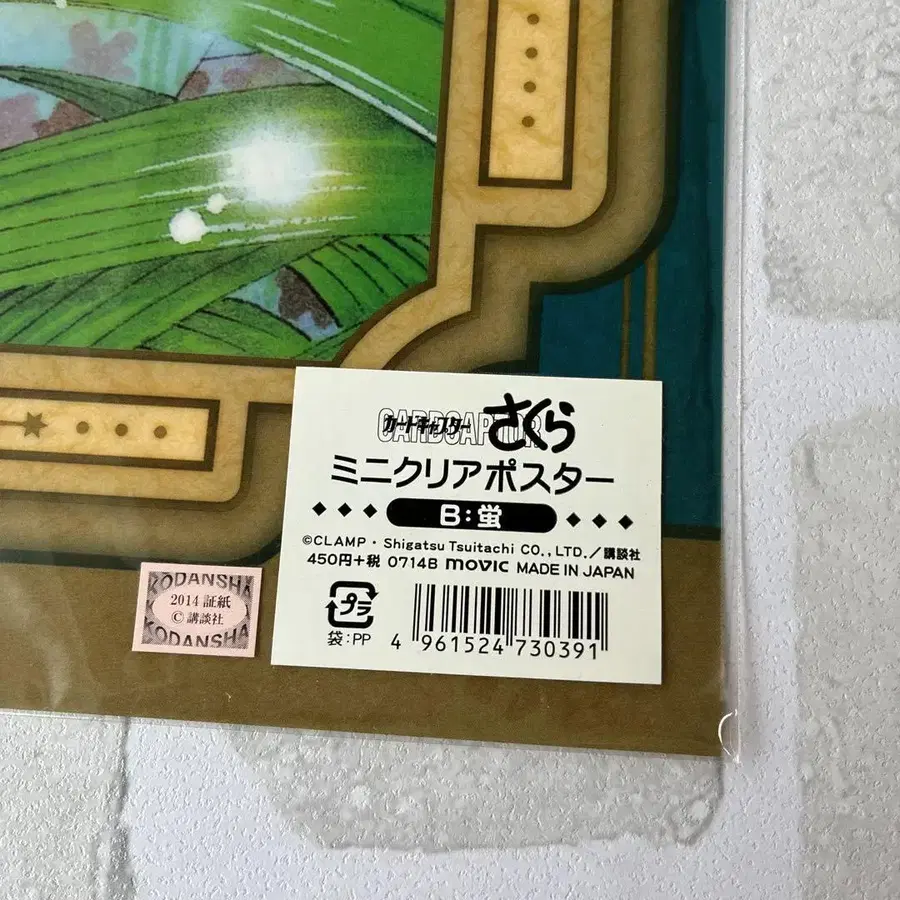 カードキャプター さくら
CARDCAPTOR
ミニクリアポスター
B:蛍
©CLAMP・Shigatsu Tsuitachi CO.,LTD./講談社
450円+税 0714B movic MADE IN JAPAN
プラ
袋:PP
4 961524 730391
KODANSHA
2014 証紙
©講談社
KODANSHA